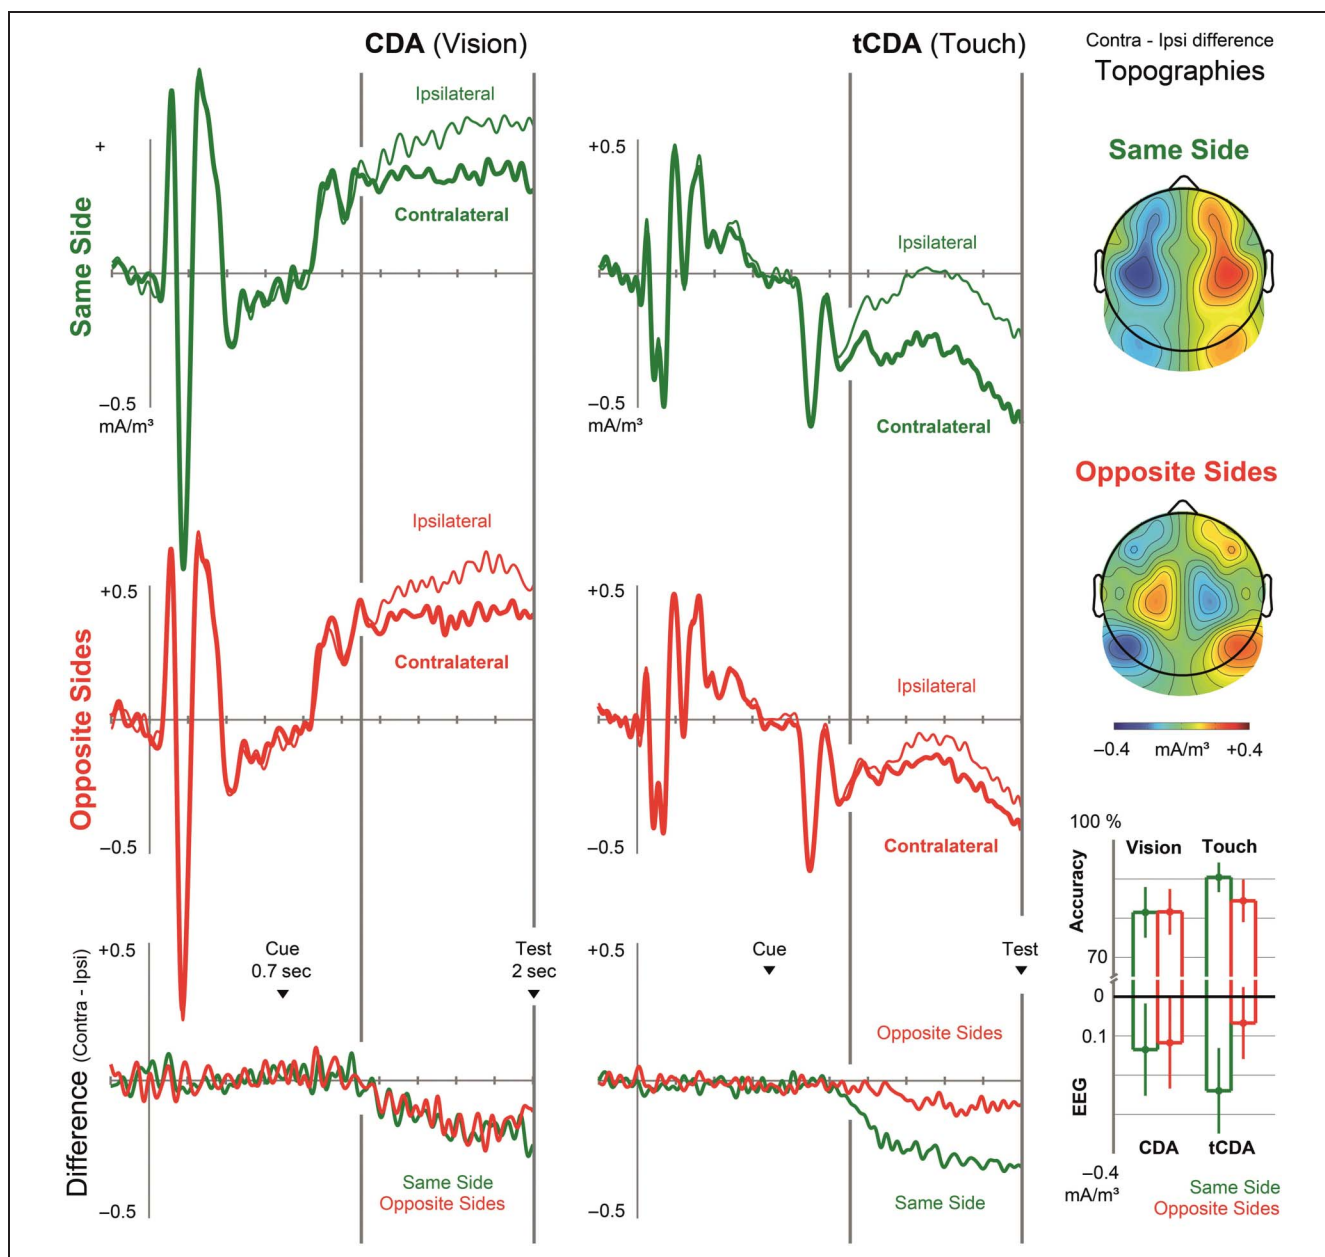 CDA (Vision)
Ipsilateral
+
Contralateral
Same Side
−0.5
mA/m³
tCDA (Touch)
+0.5
Ipsilateral
Contralateral
−0.5
mA/m³
Contra - Ipsi difference
Topographies
Same Side
Opposite Sides
−0.4 mA/m³ +0.4
Ipsilateral
+0.5
Contralateral
Opposite Sides
−0.5
+0.5
Ipsilateral
Contralateral
−0.5
+0.5
Cue
0.7 sec
Test
2 sec
Difference (Contra - Ipsi)
Same Side
Opposite Sides
−0.5
+0.5
Cue
Test
Opposite Sides
Same Side
−0.5
100 %
Vision Touch
Accuracy
70
0
0.1
EEG
CDA tCDA
−0.4
mA/m³
Same Side
Opposite Sides